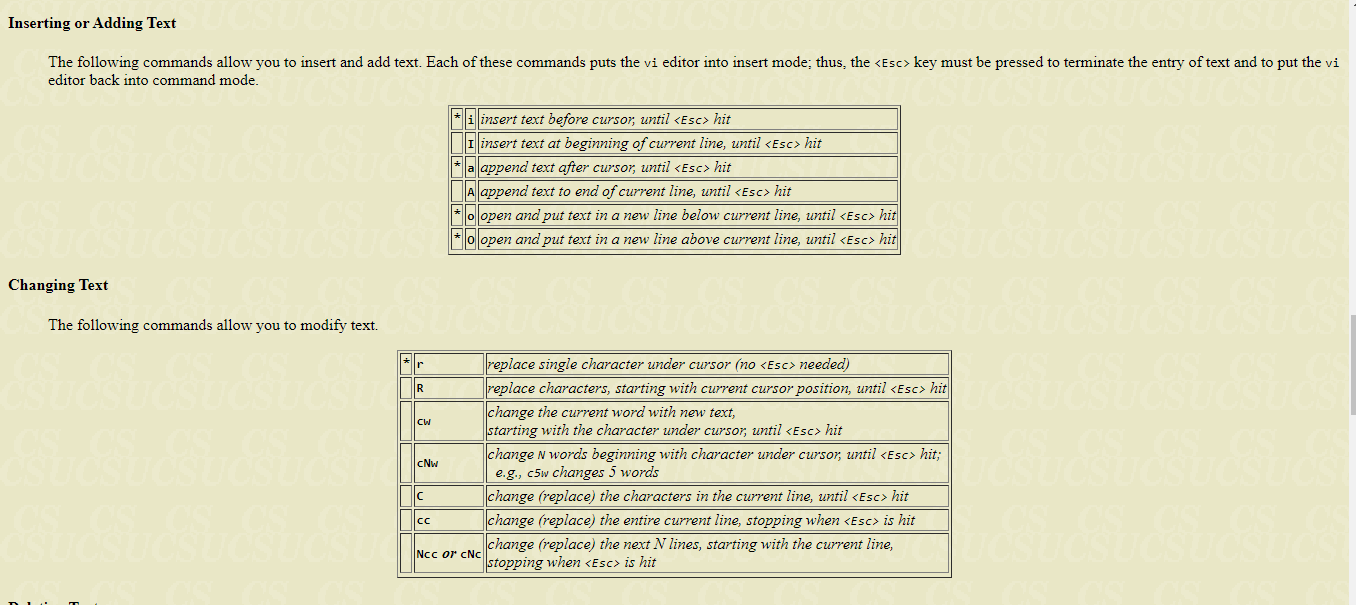 Inserting or Adding Text
The following commands allow you to insert and add text. Each of these commands puts the vi editor into insert mode; thus, the <Esc> key must be pressed to terminate the entry of text and to put the vi
editor back into command mode.
* i insert text before cursor, until <Esc> hit
I insert text at beginning of current line, until <Esc> hit
* a append text after cursor, until <Esc> hit
A append text to end of current line, until <Esc> hit
* o open and put text in a new line below current line, until <Esc> hit
* O open and put text in a new line above current line, until <Esc> hit
Changing Text
The following commands allow you to modify text.
* r replace single character under cursor (no <Esc> needed)
R replace characters, starting with current cursor position, until <Esc> hit
cw change the current word with new text,
starting with the character under cursor, until <Esc> hit
cNw change N words beginning with character under cursor, until <Esc> hit;
e.g., c5w changes 5 words
C change (replace) the characters in the current line, until <Esc> hit
cc change (replace) the entire current line, stopping when <Esc> is hit
Ncc or cNc change (replace) the next N lines, starting with the current line,
stopping when <Esc> is hit